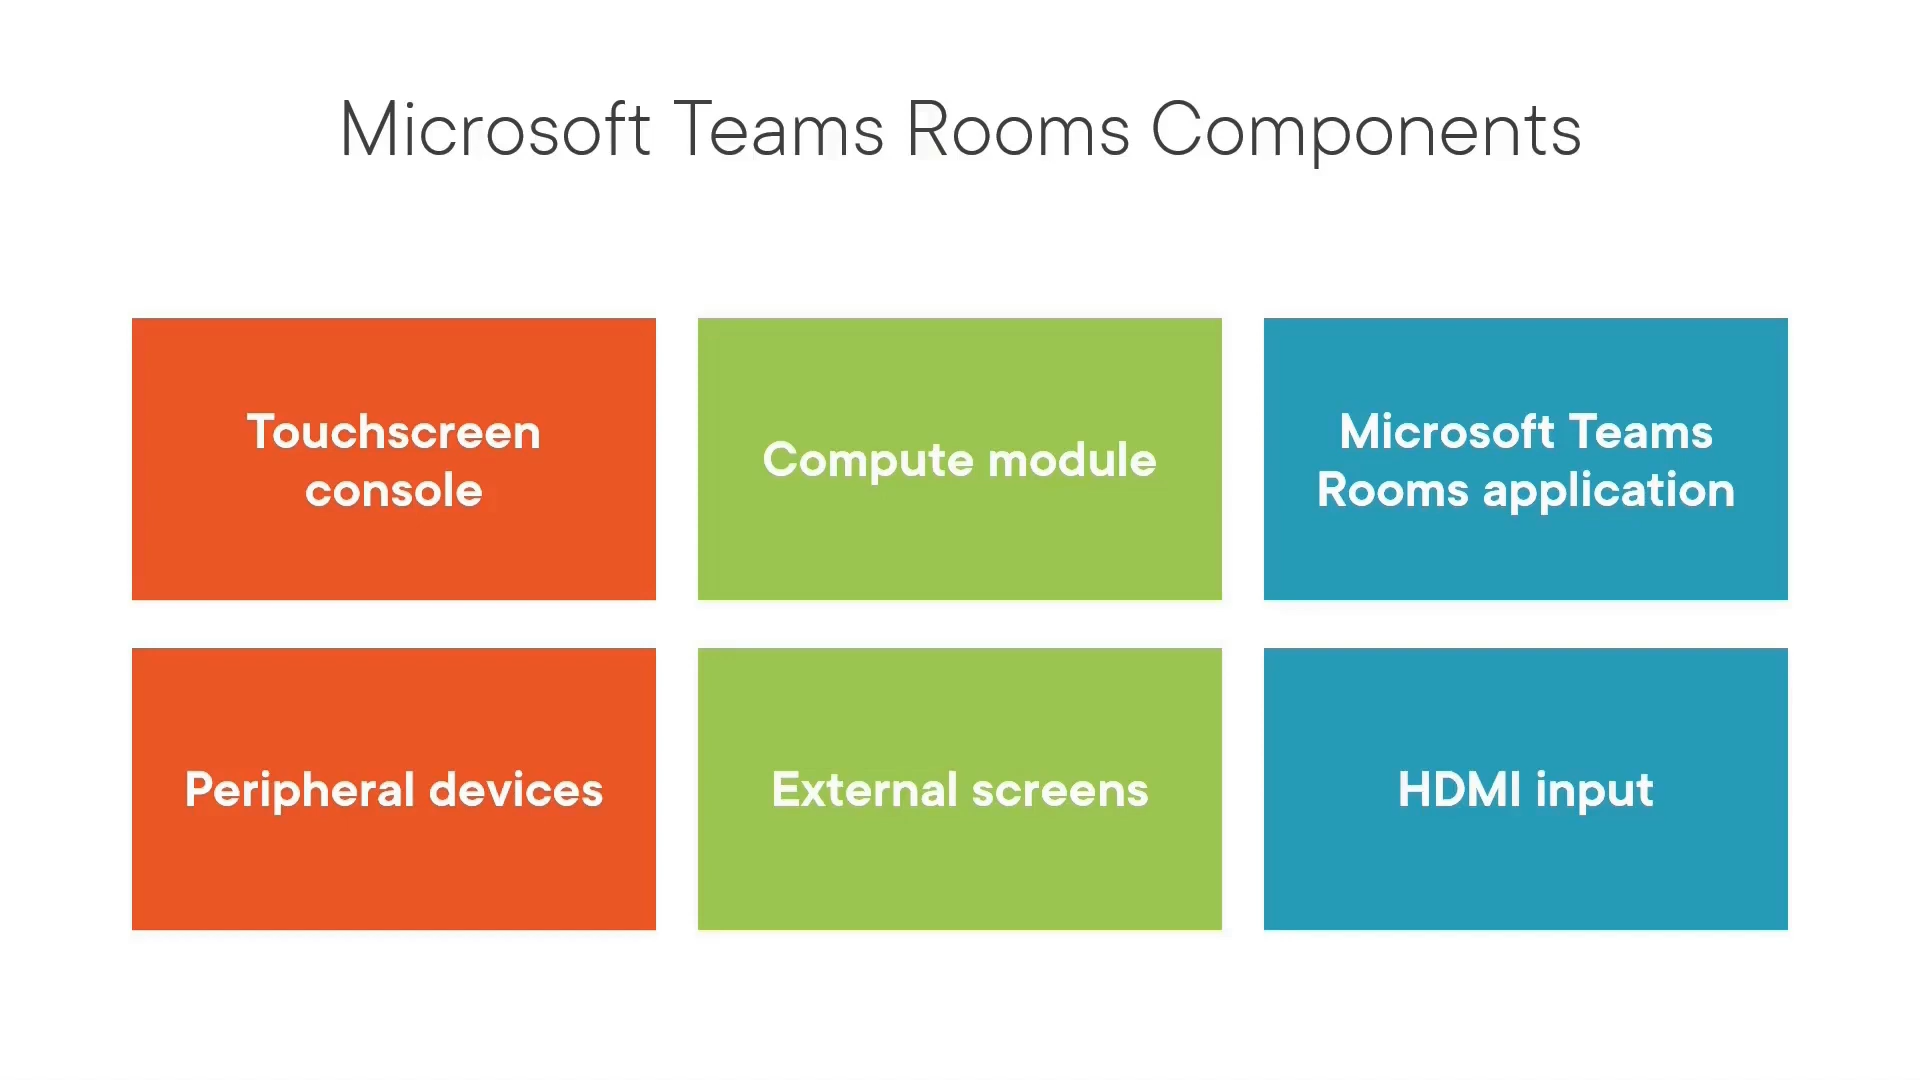 Microsoft Teams Rooms Components
Touchscreen
console
Compute module
Microsoft Teams
Rooms application
Peripheral devices
External screens
HDMI input